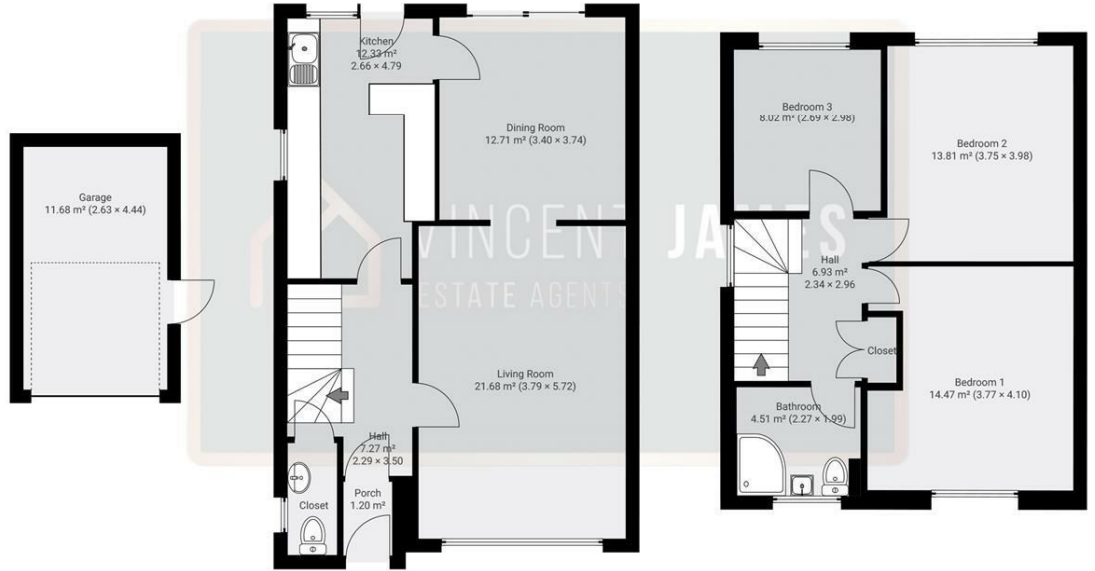 Kitchen
12.33 m²
2.66 × 4.79
Dining Room
12.71 m² (3.40 × 3.74)
Garage
11.68 m² (2.63 × 4.44)
Living Room
21.68 m² (3.79 × 5.72)
Hall
7.27 m²
2.29 × 3.50
Porch
1.20 m²
Closet
Bedroom 3
8.02 m² (2.69 × 2.98)
Bedroom 2
13.81 m² (3.75 × 3.98)
Hall
6.93 m²
2.34 × 2.96
Closet
Bedroom 1
14.47 m² (3.77 × 4.10)
Bathroom
4.51 m² (2.27 × 1.99)
VINCENT JAMES
ESTATE AGENTS